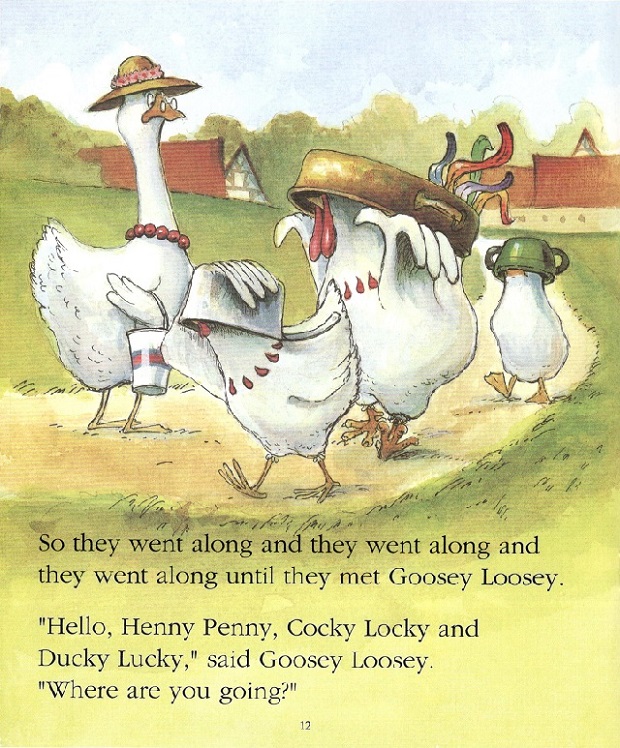 So they went along and they went along and
they went along until they met Goosey Loosey.
"Hello, Henny Penny, Cocky Locky and
Ducky Lucky," said Goosey Loosey.
"Where are you going?"
12